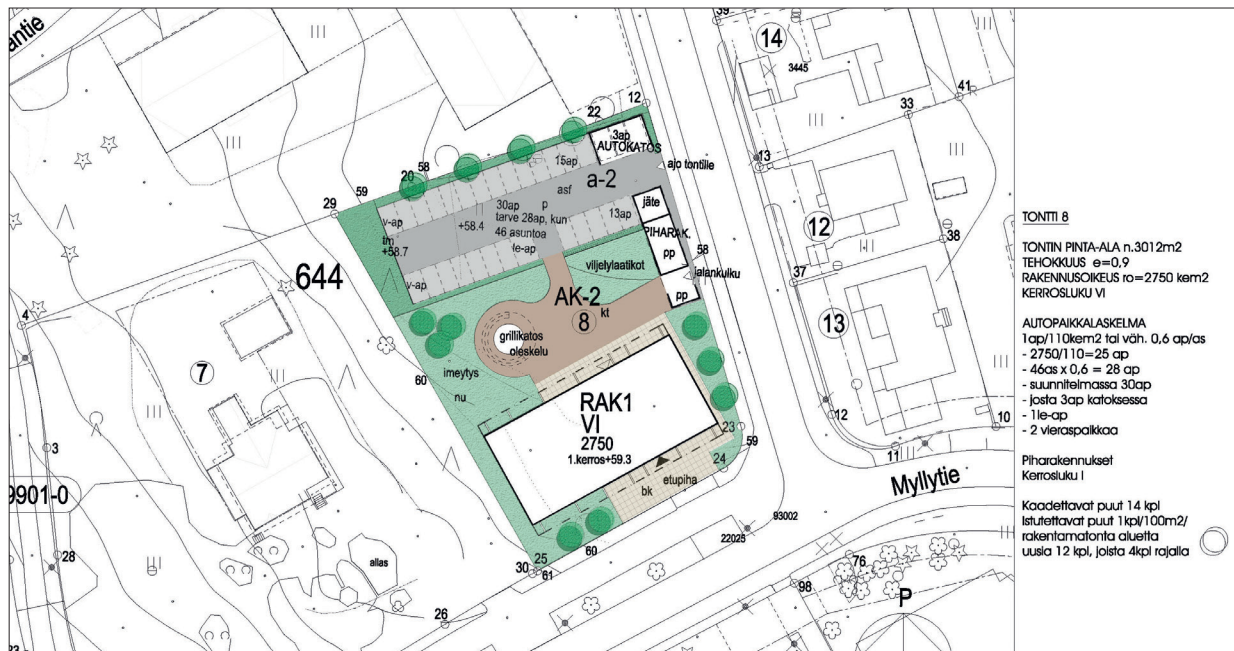 antie
14
3445
39
41
33
13
12
22
12
3ap
AUTOKATOS
15ap
a-2
ajo tontille
58
20
59
29
asf
30ap
p
tarve 28ap, kun
46 asuntoa
le-ap
+58.4
v-ap
tm
+58.7
13ap
jäte
PIHARAK.
pp
58
jalankulku
pp
v-ap
viljelylaatikot
644
AK-2
kt
8
grillikatos
oleskelu
38
37
13
4
7
60
imeytys
nu
RAK1
VI
2750
1.kerros+59.3
23
59
24
etupiha
bk
12
11
10
Myllytie
3
9901-0
28
allas
93002
22025
60
25
30
61
26
76
98
P
23
TONTTI 8
TONTIN PINTA-ALA n.3012m2
TEHOKKUUS e=0,9
RAKENNUSOIKEUS ro=2750 kem2
KERROSLUKU VI
AUTOPAIKKALASKELMA
1ap/110kem2 tai väh. 0,6 ap/as
- 2750/110=25 ap
- 46as x 0,6 = 28 ap
- suunnitelmassa 30ap
- josta 3ap katoksessa
- 1le-ap
- 2 vieraspaikkaa
Piharakennukset
Kerrosluku I
Kaadettavat puut 14 kpl
Istutettavat puut 1kpl/100m2/
rakentamatonta aluetta
uusia 12 kpl, joista 4kpl rajalla